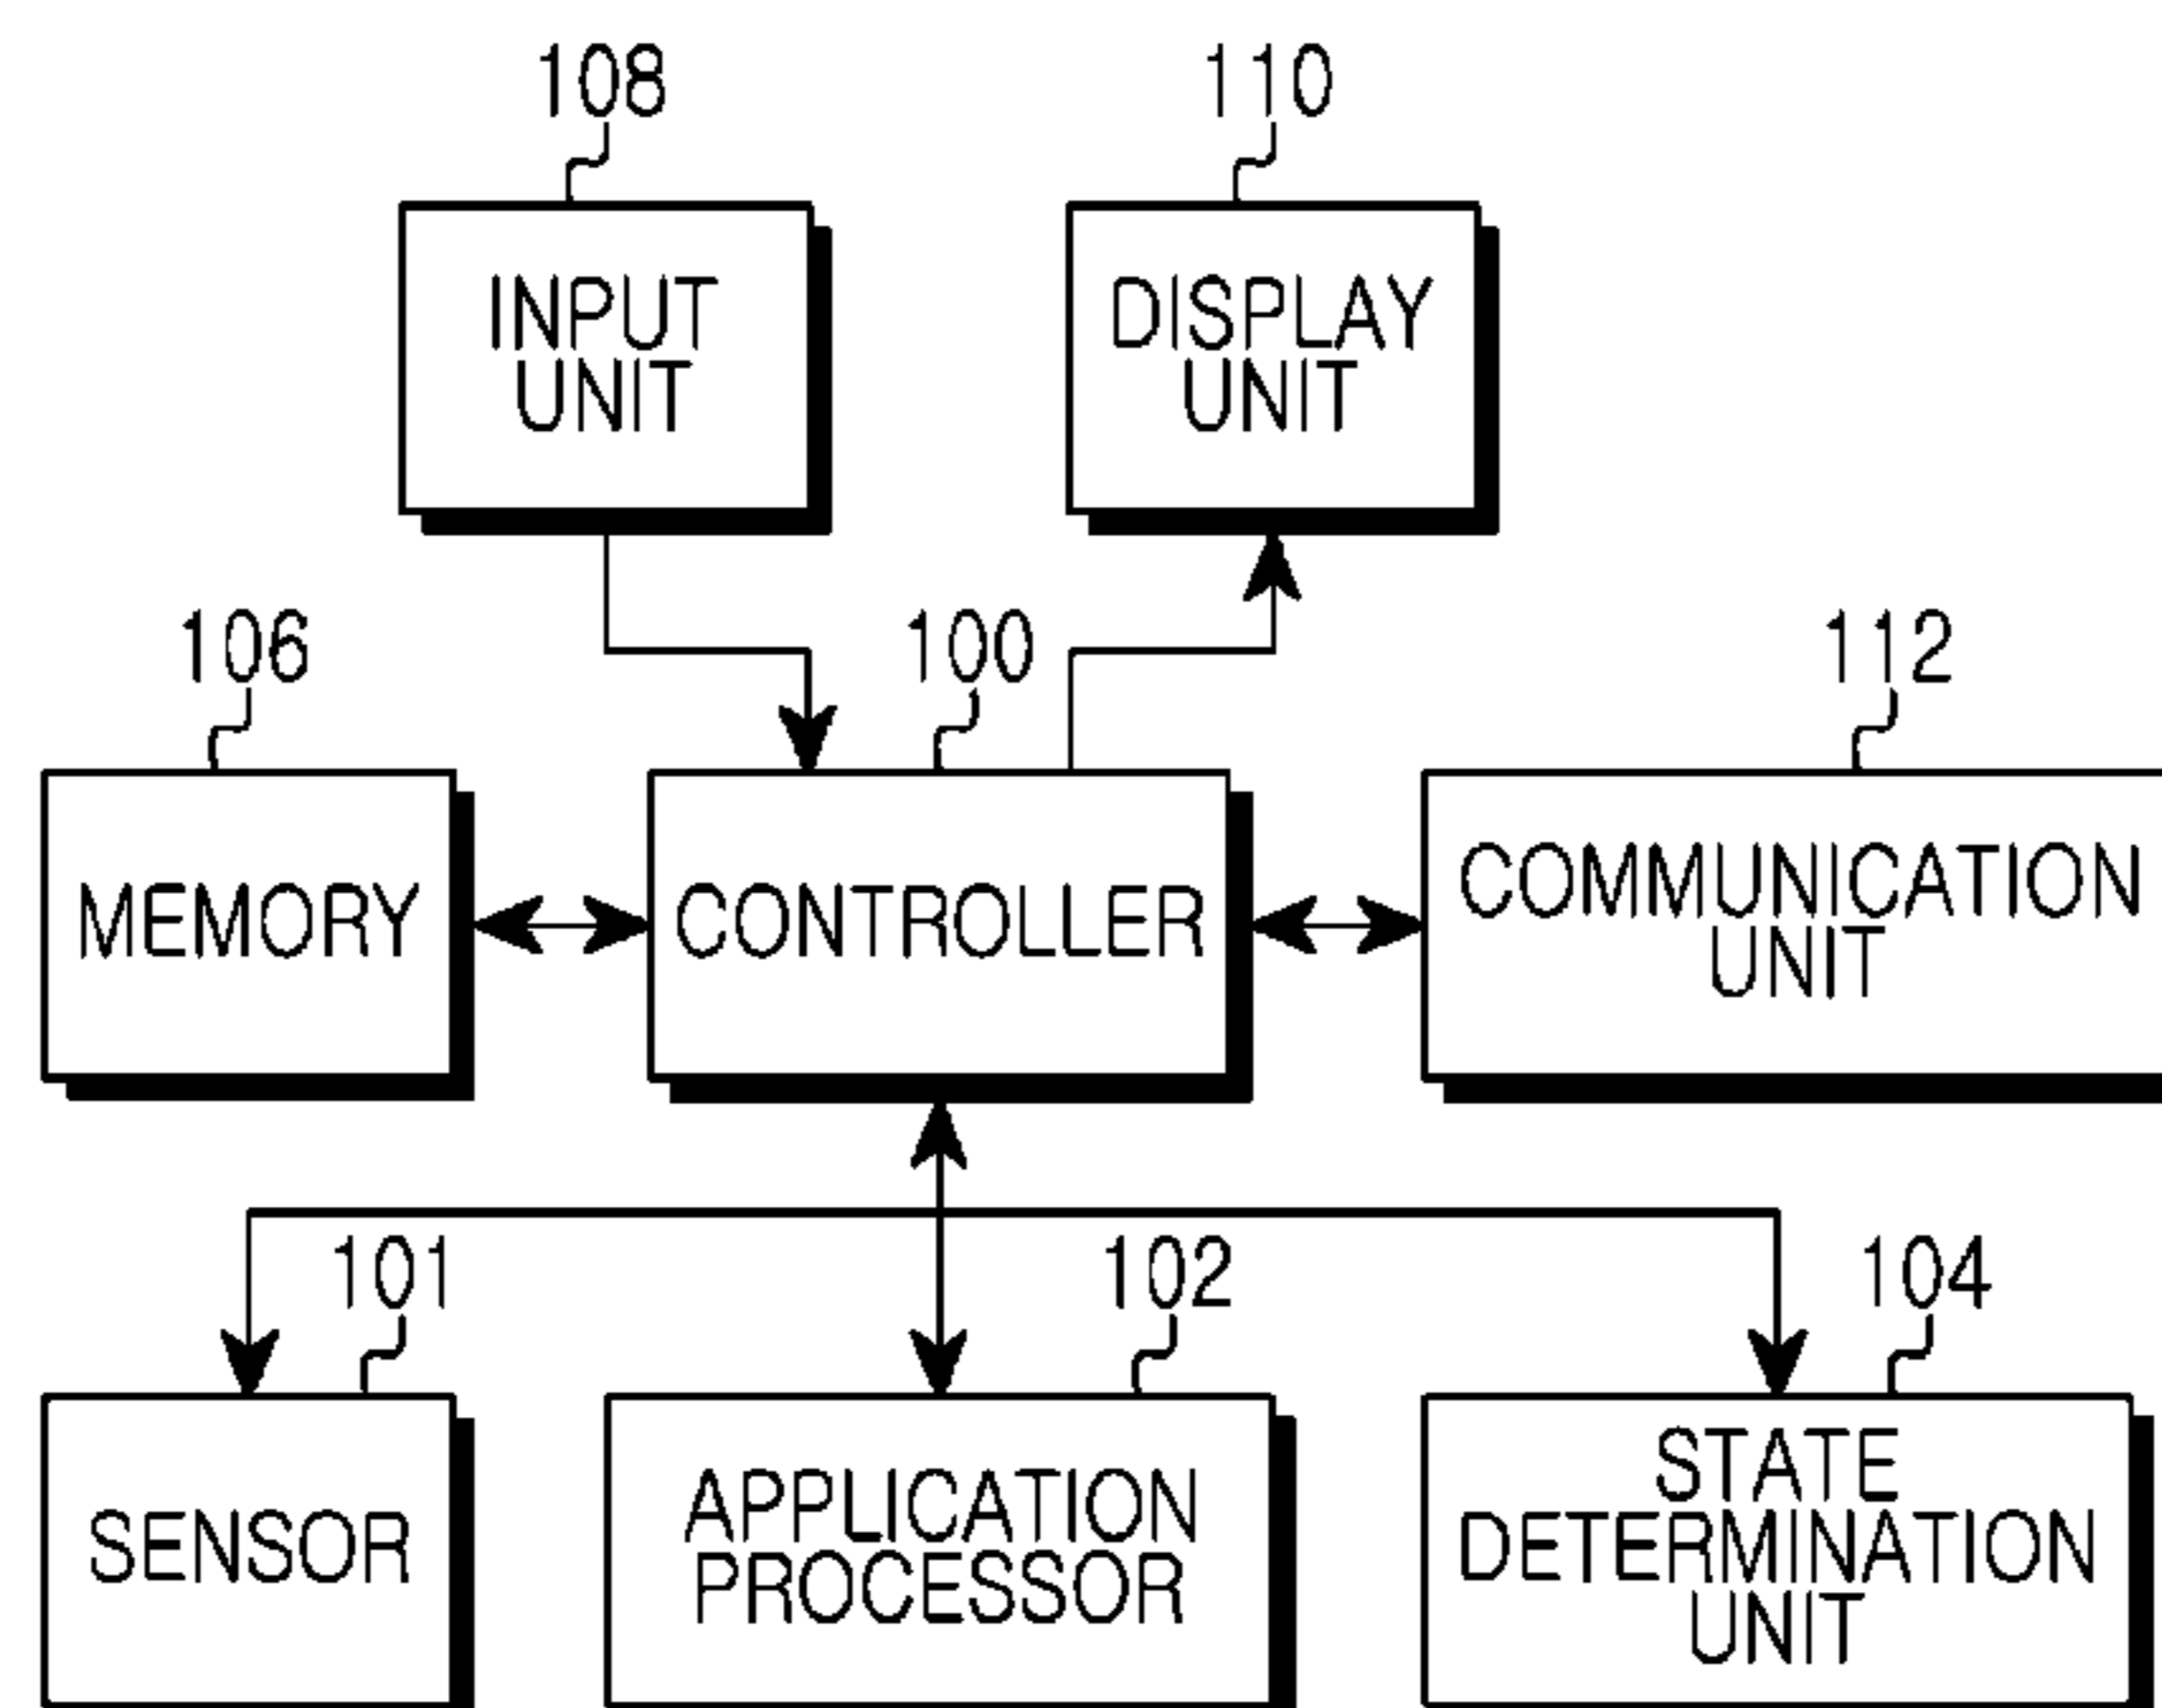 108
110
INPUT
UNIT
DISPLAY
UNIT
106
100
112
MEMORY
CONTROLLER
COMMUNICATION
UNIT
101
102
104
SENSOR
APPLICATION
PROCESSOR
STATE
DETERMINATION
UNIT